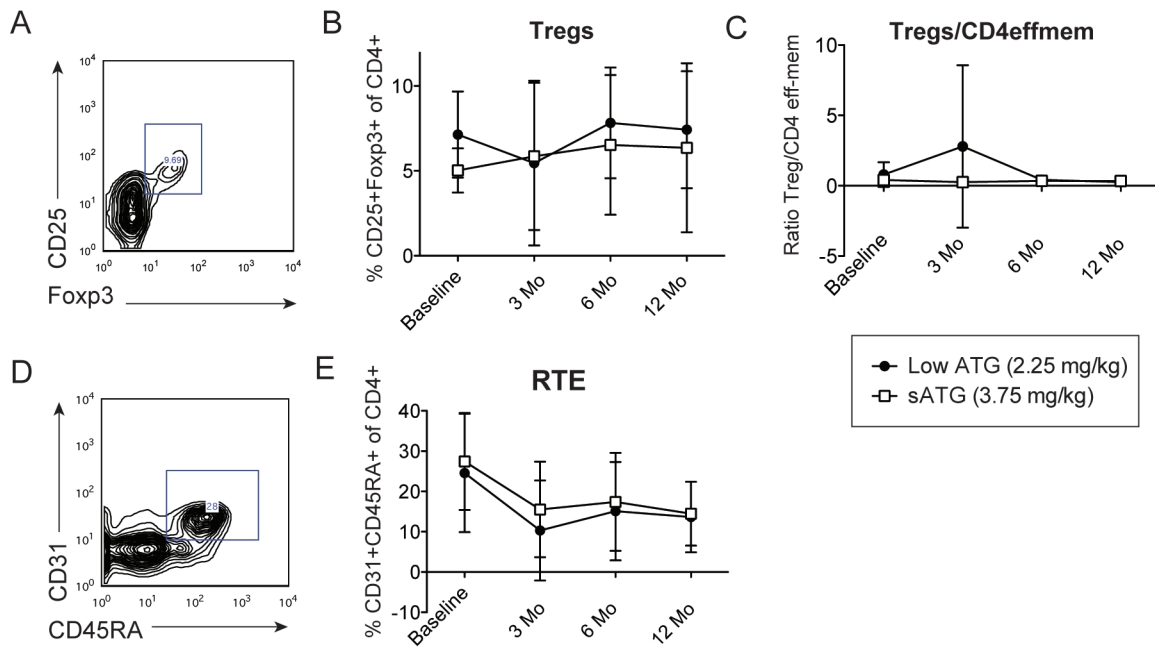 A
CD25
10⁴
10³
10²
10¹
10⁰
9.69
10⁰ 10¹ 10² 10³ 10⁴
Foxp3
B
Tregs
% CD25+Foxp3+ of CD4+
10
5
0
Baseline
3 Mo
6 Mo
12 Mo
C
Tregs/CD4effmem
Ratio Treg/CD4 eff-mem
10
5
0
-5
Baseline
3 Mo
6 Mo
12 Mo
Low ATG (2.25 mg/kg)
sATG (3.75 mg/kg)
D
CD31
10⁴
10³
10²
10¹
10⁰
28
10⁰ 10¹ 10² 10³ 10⁴
CD45RA
E
RTE
% CD31+CD45RA+ of CD4+
40
30
20
10
0
-10
Baseline
3 Mo
6 Mo
12 Mo